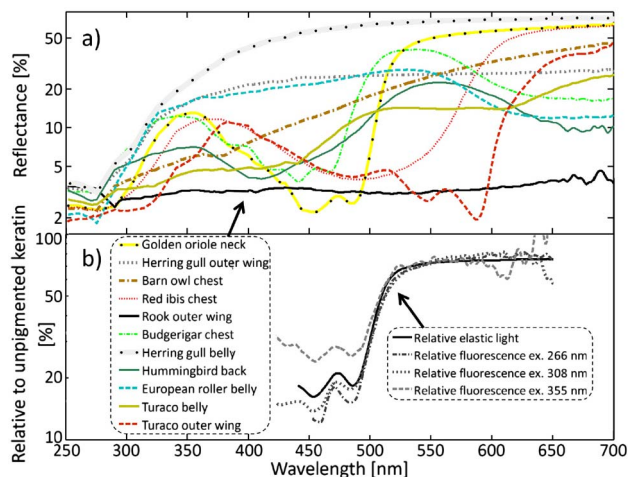 a)
Reflectance [%]
50
20
10
5
2
b)
Relative to unpigmented keratin
[%]
100
50
20
10
Golden oriole neck
Herring gull outer wing
Barn owl chest
Red ibis chest
Rook outer wing
Budgerigar chest
Herring gull belly
Hummingbird back
European roller belly
Turaco belly
Turaco outer wing
Relative elastic light
Relative fluorescence ex. 266 nm
Relative fluorescence ex. 308 nm
Relative fluorescence ex. 355 nm
250 300 350 400 450 500 550 600 650 700
Wavelength [nm]